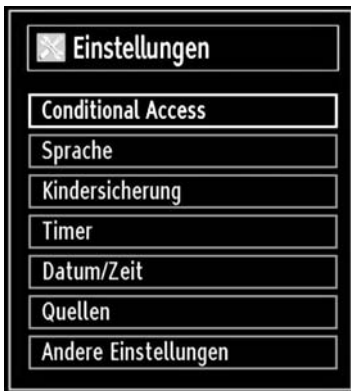 Einstellungen
Conditional Access
Sprache
Kindersicherung
Timer
Datum/Zeit
Quellen
Andere Einstellungen